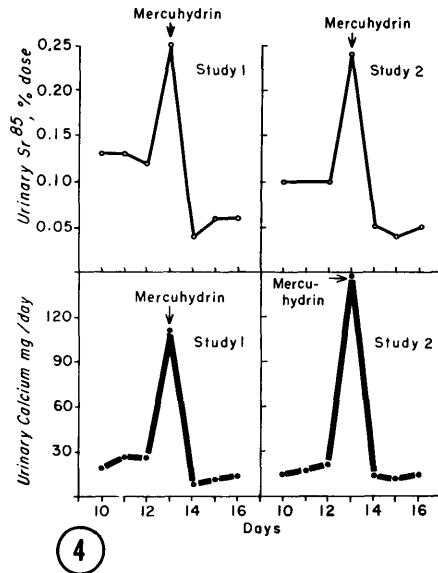 Mercuhydrin
Mercuhydrin
Urinary Sr 85, % dose
0.25
0.20
0.15
0.10
0.05
Study 1
Study 2
Urinary Calcium mg/day
120
90
60
30
Mercuhydrin
Study 1
Mercu-
hydrin
Study 2
10 12 14 16 10 12 14 16
Days
4